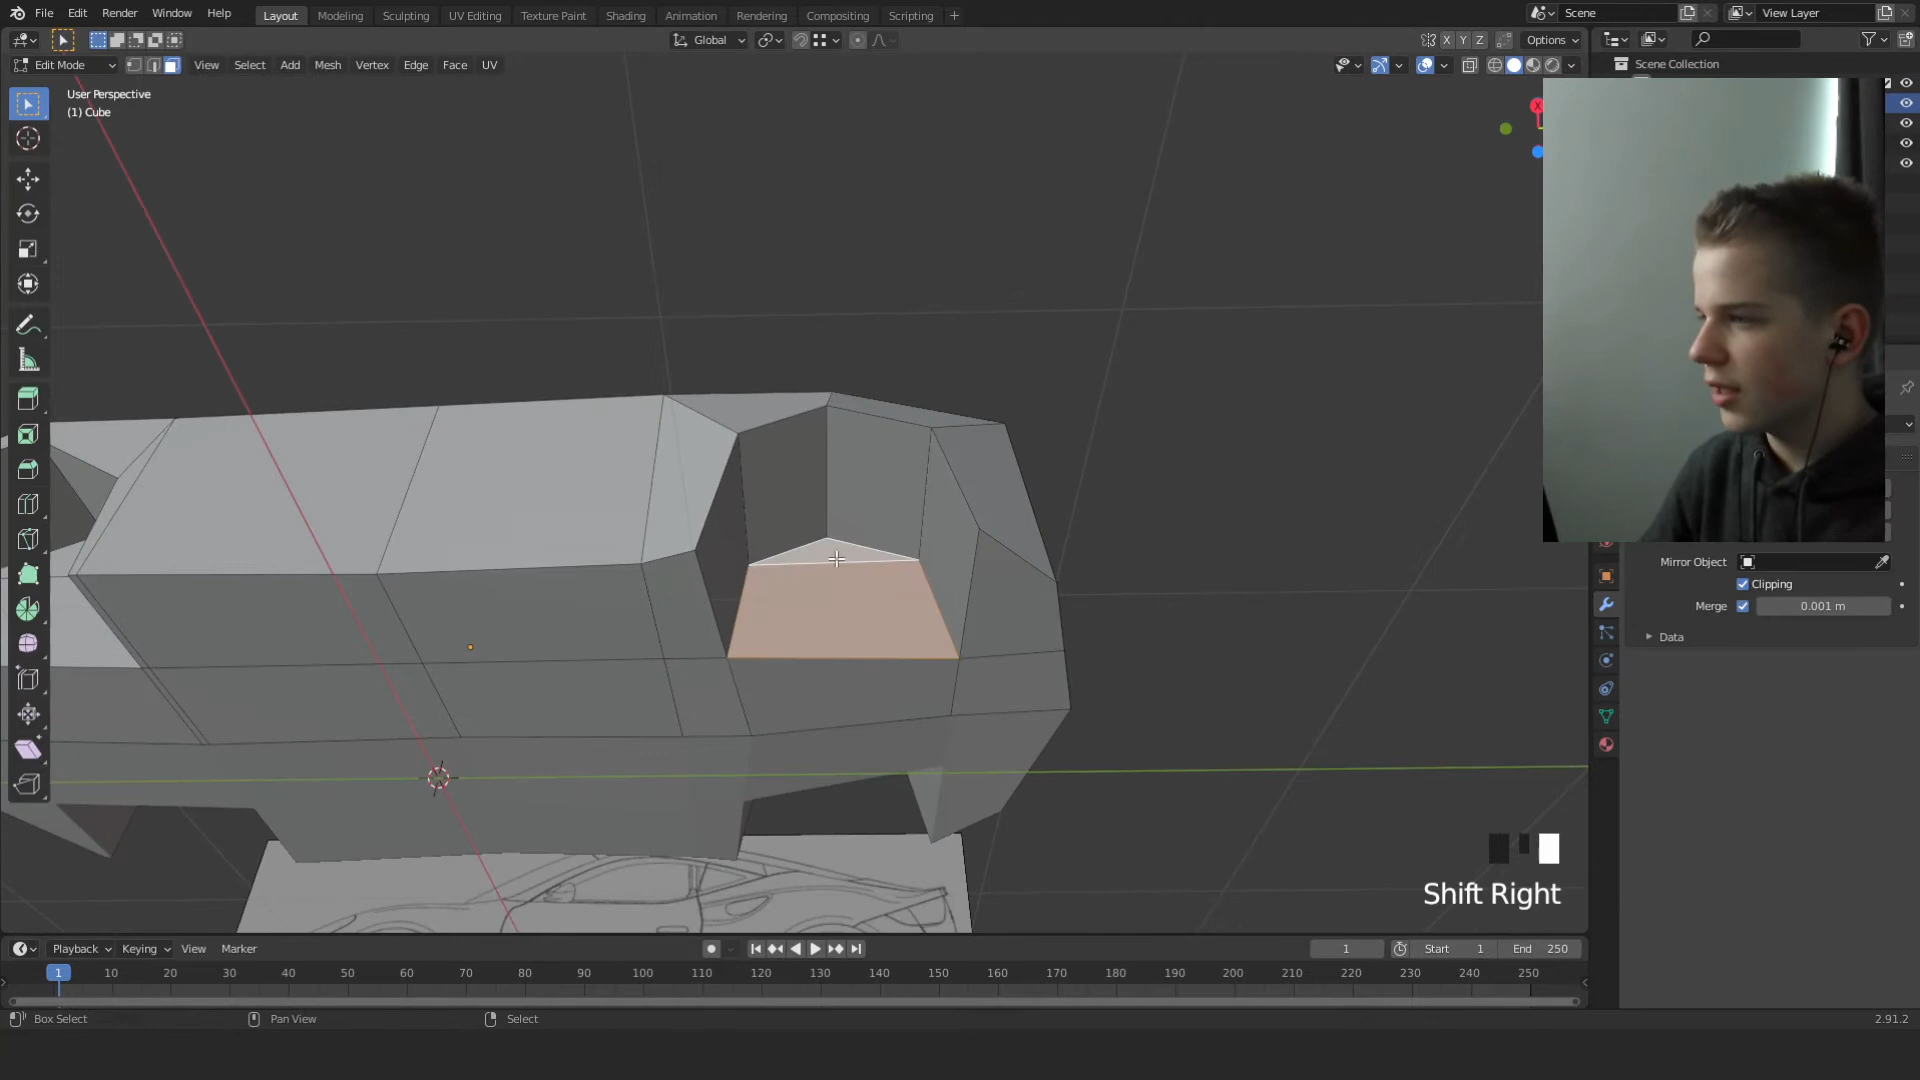 File Edit Render Window Help Layout Modeling Sculpting UV Editing Texture Paint Shading Animation Rendering Compositing Scripting + Scene View Layer
Global Options X Y Z
Edit Mode View Select Add Mesh Vertex Edge Face UV
Scene Collection
User Perspective
(1) Cube
X
Mirror Object
Clipping
Merge 0.001 m
Data
Shift Right
Playback Keying View Marker 1 Start 1 End 250
1 10 20 30 40 50 60 70 80 90 100 110 120 130 140 150 160 170 180 190 200 210 220 230 240 250
Box Select Pan View Select 2.91.2